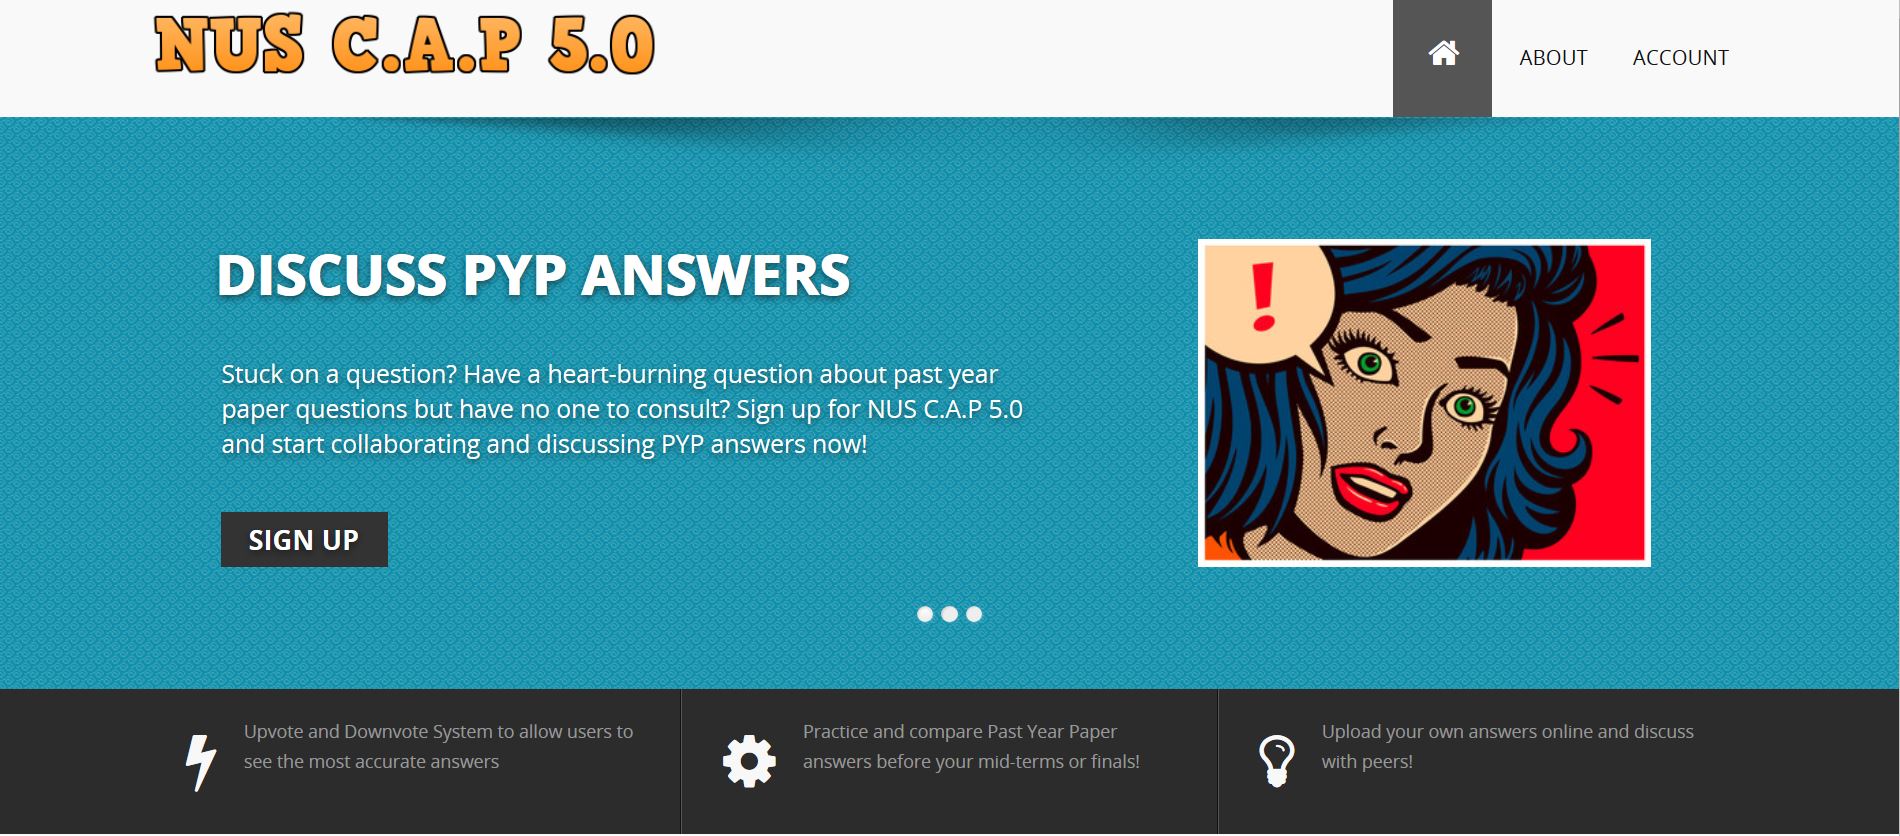 NUS C.A.P 5.0
ABOUT
ACCOUNT
DISCUSS PYP ANSWERS
Stuck on a question? Have a heart-burning question about past year
paper questions but have no one to consult? Sign up for NUS C.A.P 5.0
and start collaborating and discussing PYP answers now!
SIGN UP
!
Upvote and Downvote System to allow users to
see the most accurate answers
Practice and compare Past Year Paper
answers before your mid-terms or finals!
Upload your own answers online and discuss
with peers!